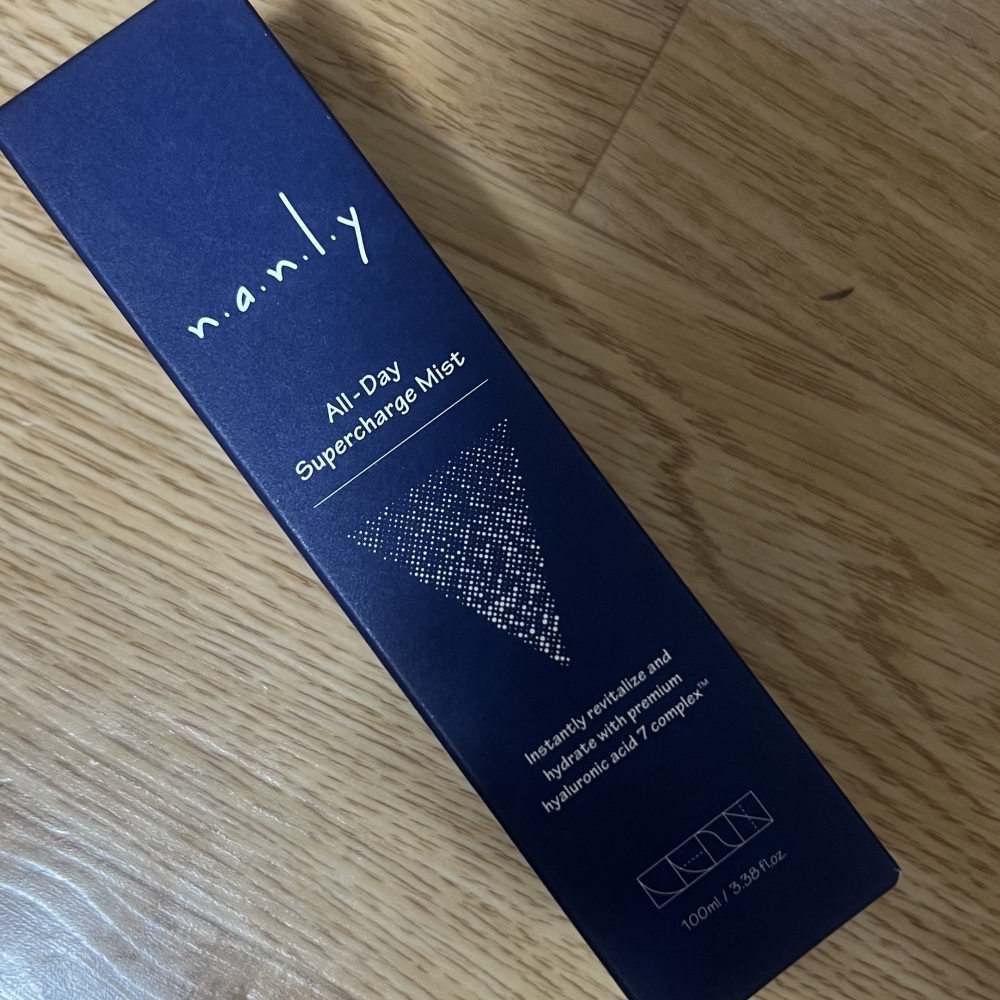 n.a.n.l.y
All-Day
Supercharge Mist
Instantly revitalize and
hydrate with premium
hyaluronic acid 7 complex™
100ml / 3.38 fl.oz.